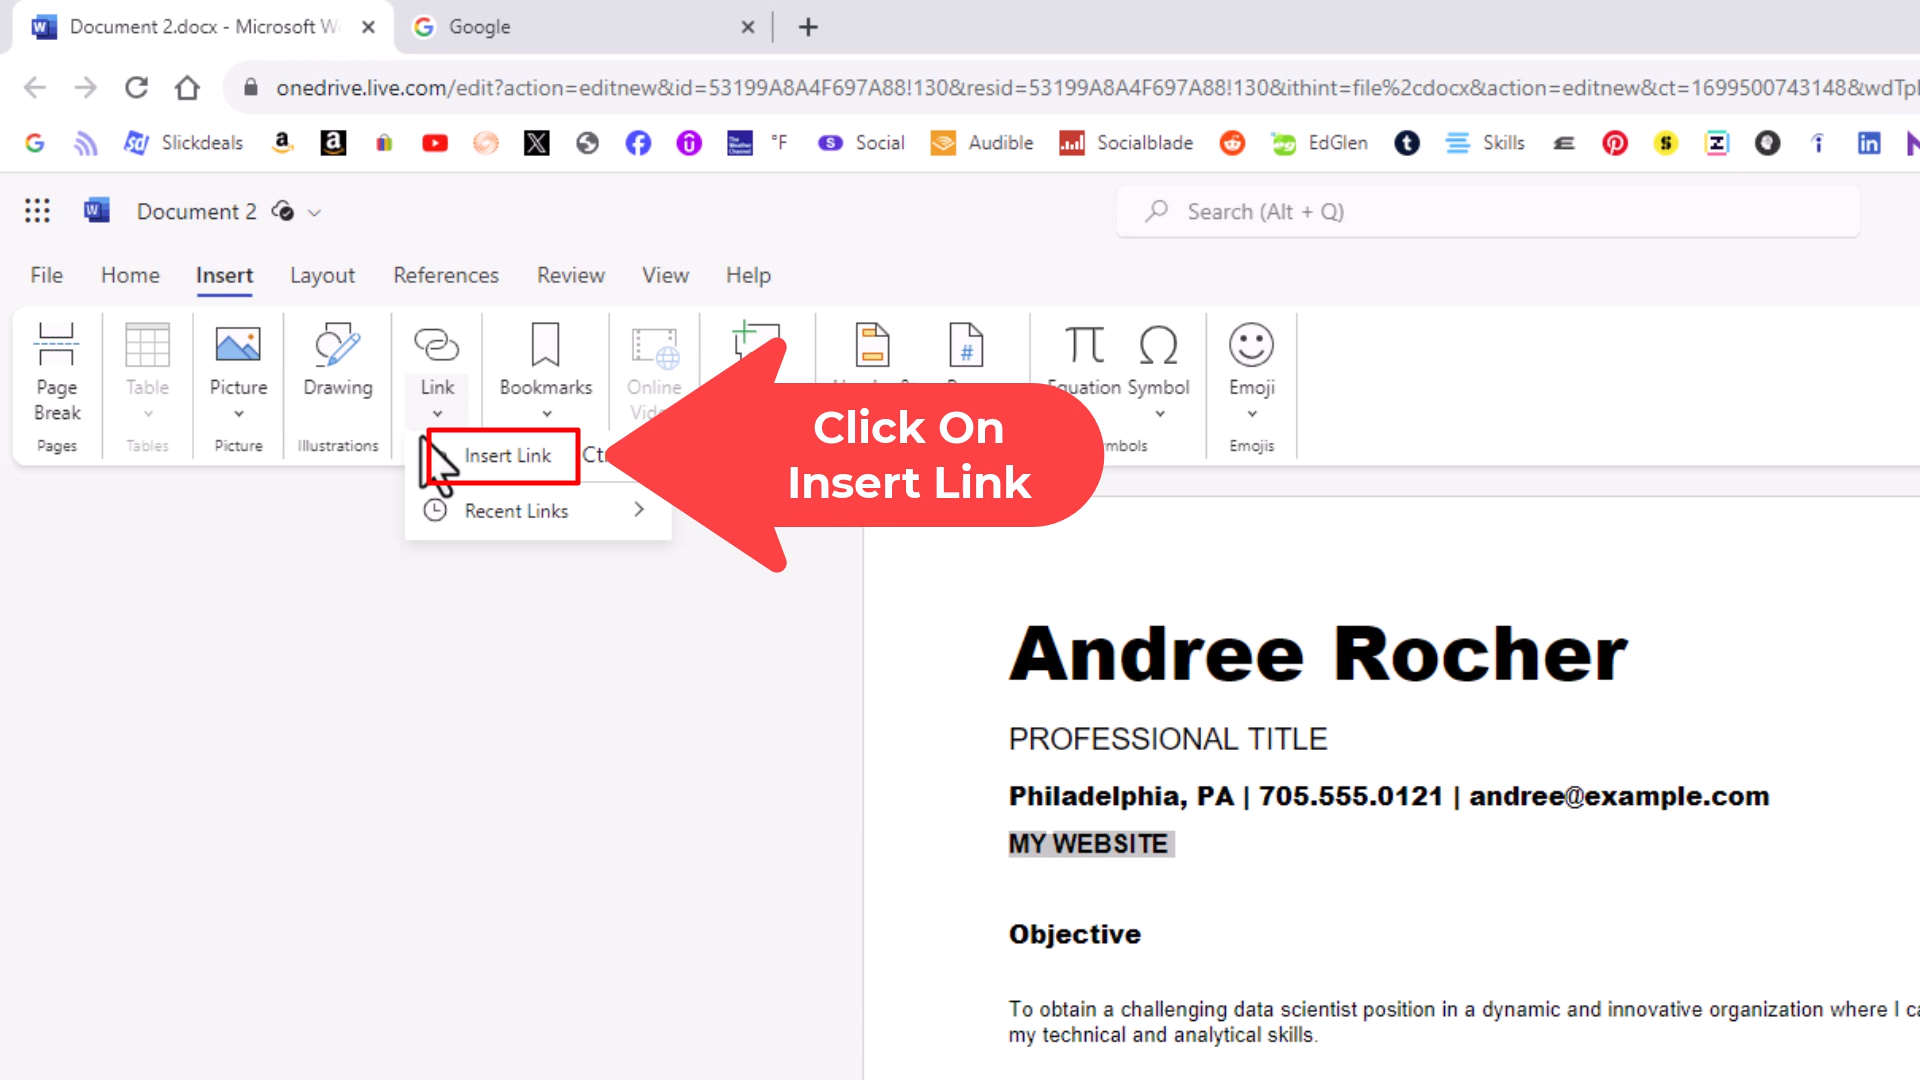 Document 2.docx - Microsoft W
Google
onedrive.live.com/edit?action=editnew&id=53199A8A4F697A88!130&resid=53199A8A4F697A88!130&ithint=file%2cdocx&action=editnew&ct=1699500743148&wdTpl
Slickdeals
°F
Social
Audible
Socialblade
EdGlen
Skills
Document 2
Search (Alt + Q)
File
Home
Insert
Layout
References
Review
View
Help
Page
Break
Table
Picture
Drawing
Link
Bookmarks
Online
Equation
Symbol
Emoji
Pages
Tables
Picture
Illustrations
Emojis
Insert Link
Recent Links
Click On
Insert Link
Andree Rocher
PROFESSIONAL TITLE
Philadelphia, PA | 705.555.0121 | andree@example.com
MY WEBSITE
Objective
To obtain a challenging data scientist position in a dynamic and innovative organization where I
my technical and analytical skills.